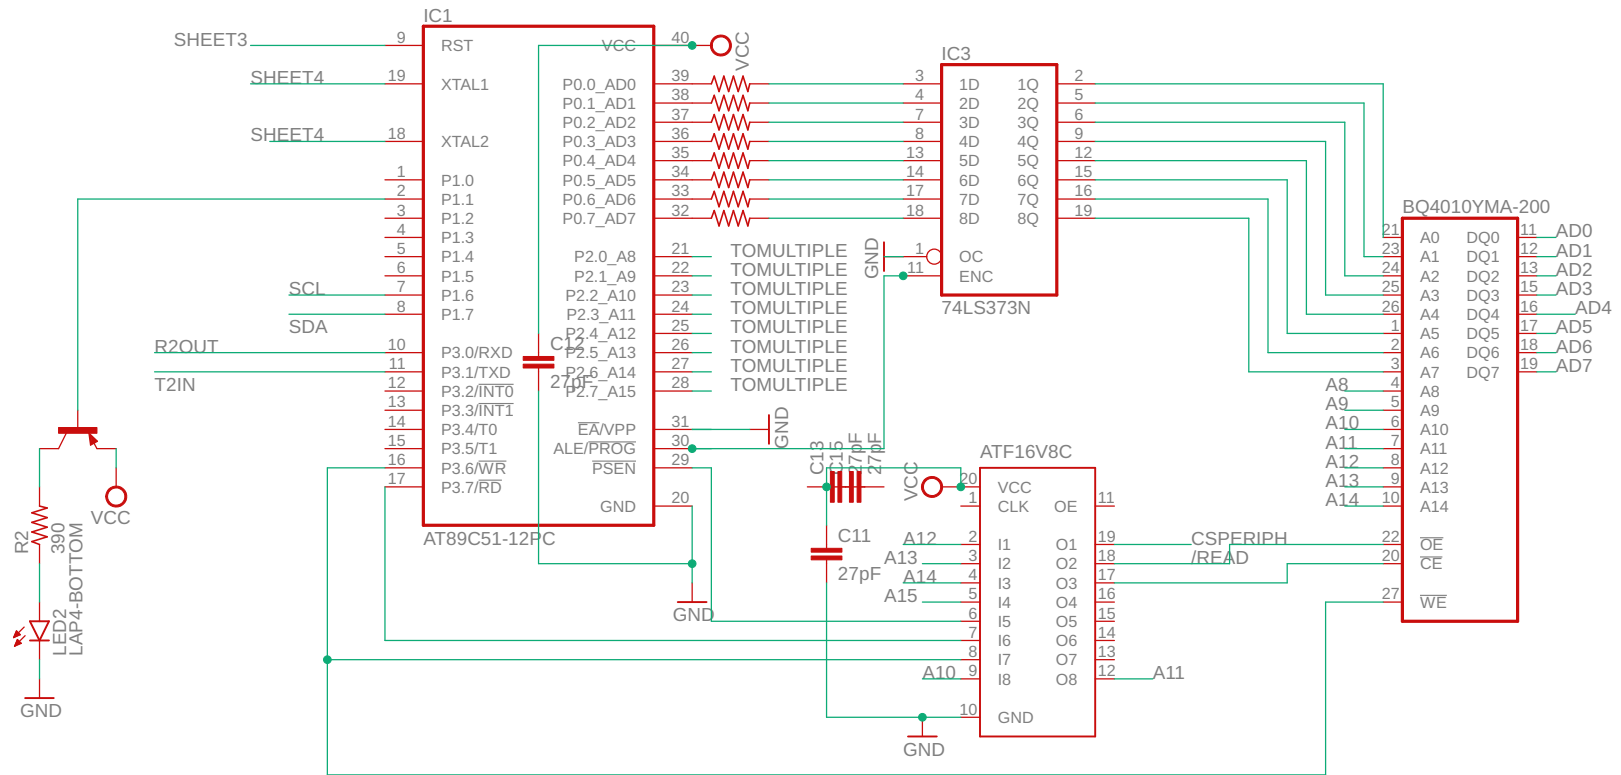 IC1
SHEET3
9
RST
VCC
40
VCC
SHEET4
19
XTAL1
SHEET4
18
XTAL2
P0.0_AD0
39
P0.1_AD1
38
P0.2_AD2
37
P0.3_AD3
36
P0.4_AD4
35
P0.5_AD5
34
P0.6_AD6
33
P0.7_AD7
32
1
P1.0
2
P1.1
3
P1.2
4
P1.3
5
P1.4
6
P1.5
SCL
7
P1.6
SDA
8
P1.7
P2.0_A8
21
TOMULTIPLE
P2.1_A9
22
TOMULTIPLE
P2.2_A10
23
TOMULTIPLE
P2.3_A11
24
TOMULTIPLE
P2.4_A12
25
TOMULTIPLE
P2.5_A13
26
TOMULTIPLE
P2.6_A14
27
TOMULTIPLE
P2.7_A15
28
TOMULTIPLE
C12
27pF
R2OUT
10
P3.0/RXD
T2IN
11
P3.1/TXD
12
P3.2/INT0
13
P3.3/INT1
14
P3.4/T0
15
P3.5/T1
16
P3.6/WR
17
P3.7/RD
EA/VPP
31
GND
ALE/PROG
30
PSEN
29
GND
20
AT89C51-12PC
GND
VCC
R2
390
LED2
LAP4-BOTTOM
GND
IC3
3
1D
1Q
2
4
2D
2Q
5
7
3D
3Q
6
8
4D
4Q
9
13
5D
5Q
12
14
6D
6Q
15
17
7D
7Q
16
18
8D
8Q
19
GND
1
OC
11
ENC
74LS373N
C13
C15
27pF
27pF
VCC
C11
27pF
ATF16V8C
20
VCC
1
CLK
OE
11
A12
2
I1
O1
19
CSPERIPH
A13
3
I2
O2
18
/READ
A14
4
I3
O3
17
A15
5
I4
O4
16
6
I5
O5
15
7
I6
O6
14
8
I7
O7
13
A10
9
I8
O8
12
A11
10
GND
GND
BQ4010YMA-200
21
A0
DQ0
11
AD0
23
A1
DQ1
12
AD1
24
A2
DQ2
13
AD2
25
A3
DQ3
15
AD3
26
A4
DQ4
16
AD4
1
A5
DQ5
17
AD5
2
A6
DQ6
18
AD6
3
A7
DQ7
19
AD7
A8
4
A8
A9
5
A9
A10
6
A10
A11
7
A11
A12
8
A12
A13
9
A13
A14
10
A14
22
OE
20
CE
27
WE